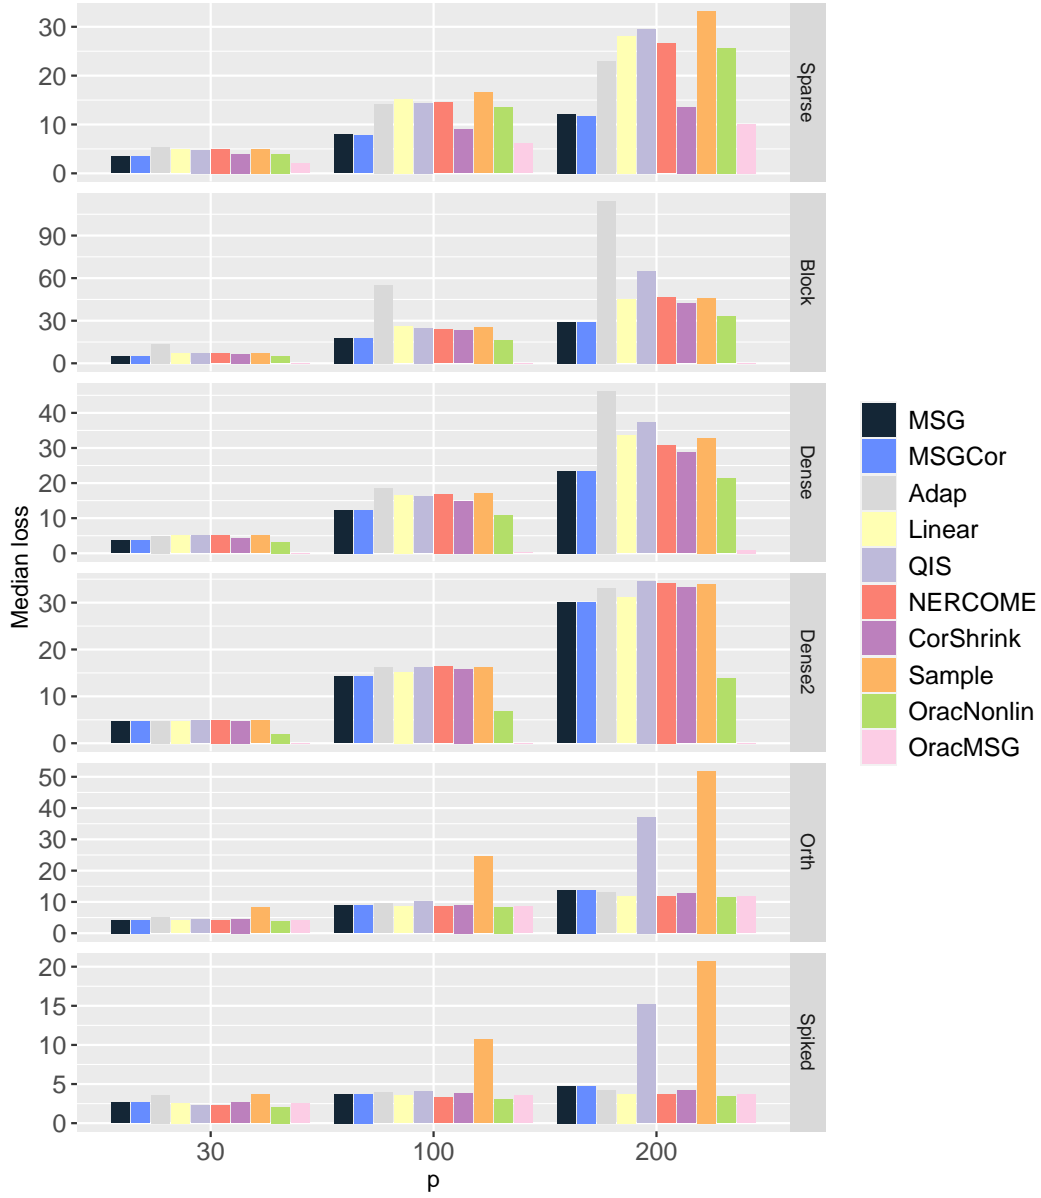 Median loss
30
20
10
0
Sparse
90
60
30
0
Block
40
30
20
10
0
Dense
30
20
10
0
Dense2
50
40
30
20
10
0
Orth
20
15
10
5
0
Spiked
30
100
200
p
MSG
MSGCor
Adap
Linear
QIS
NERCOME
CorShrink
Sample
OracNonlin
OracMSG